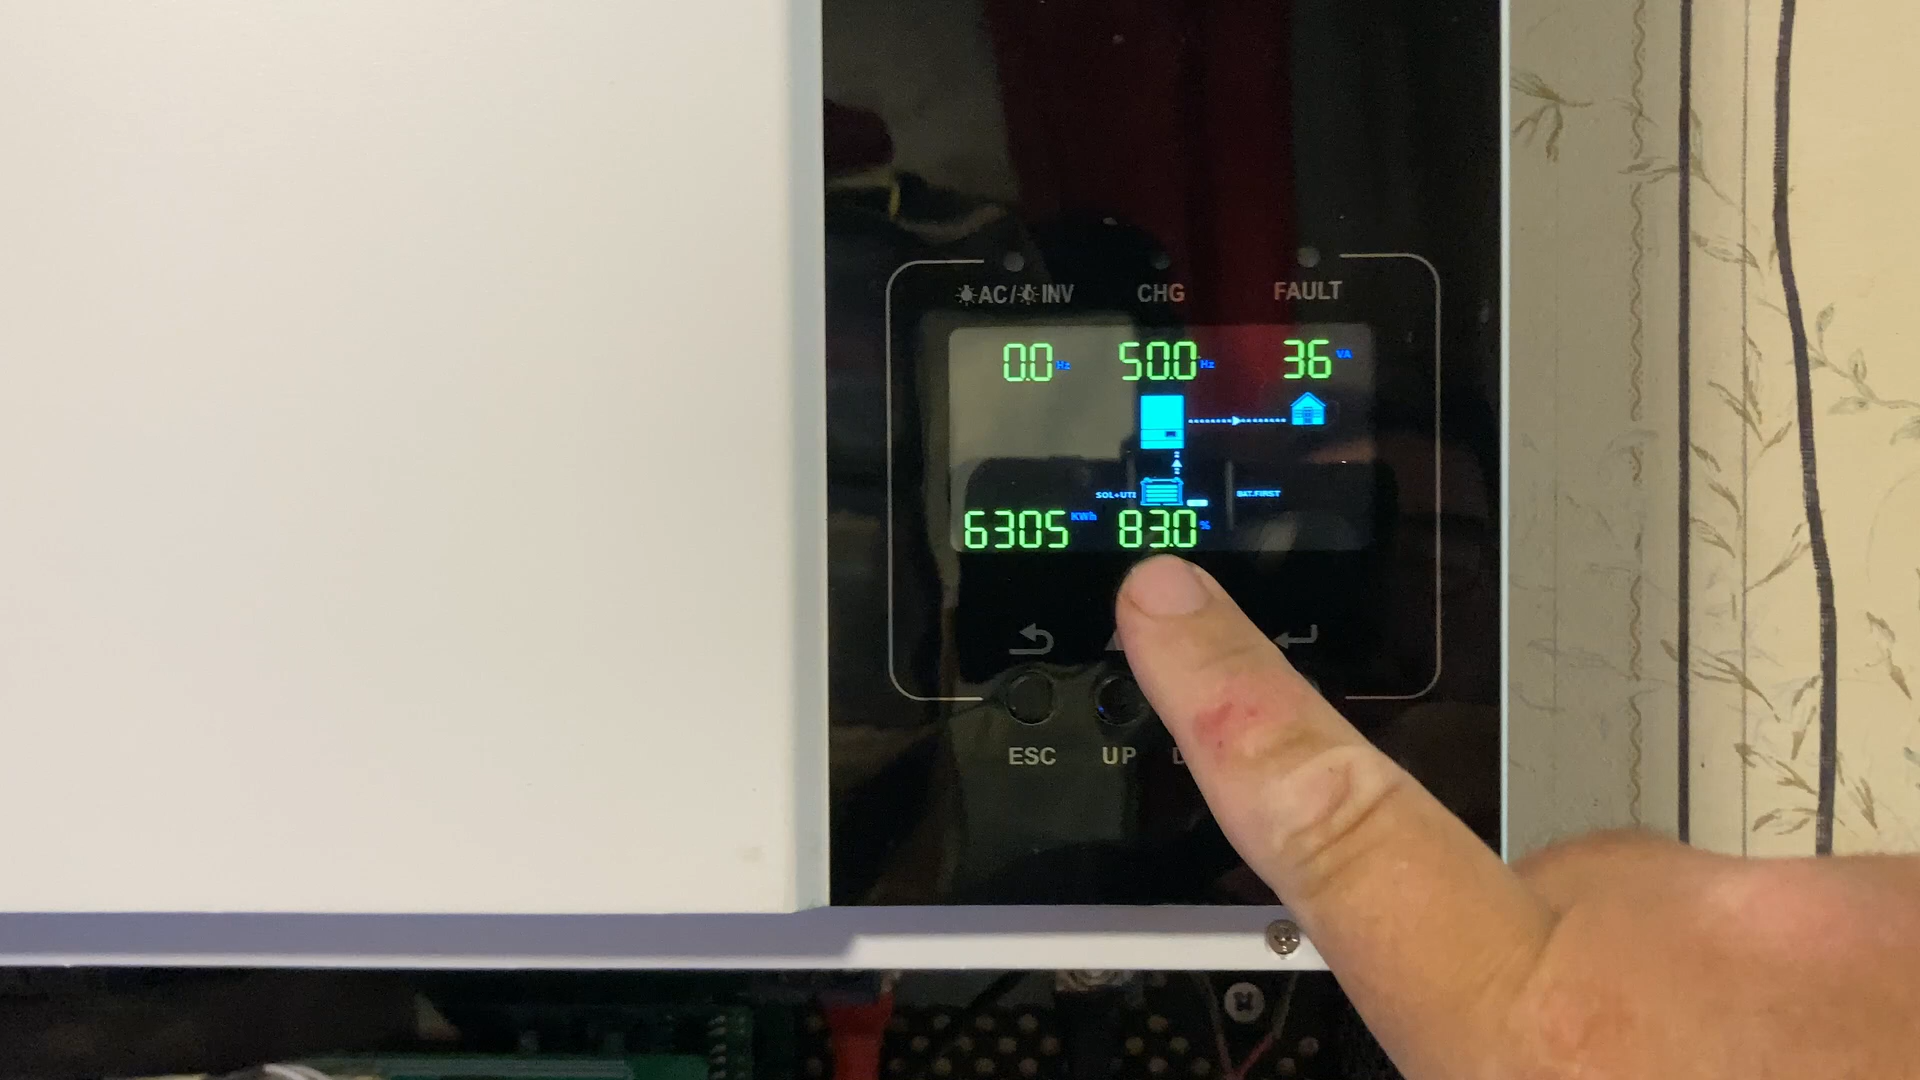 AC/ INV CHG FAULT
0.0 Hz 50.0 Hz 36 VA
SOL+UTI BAT.FIRST
6305 KWh 83.0 %
ESC UP D